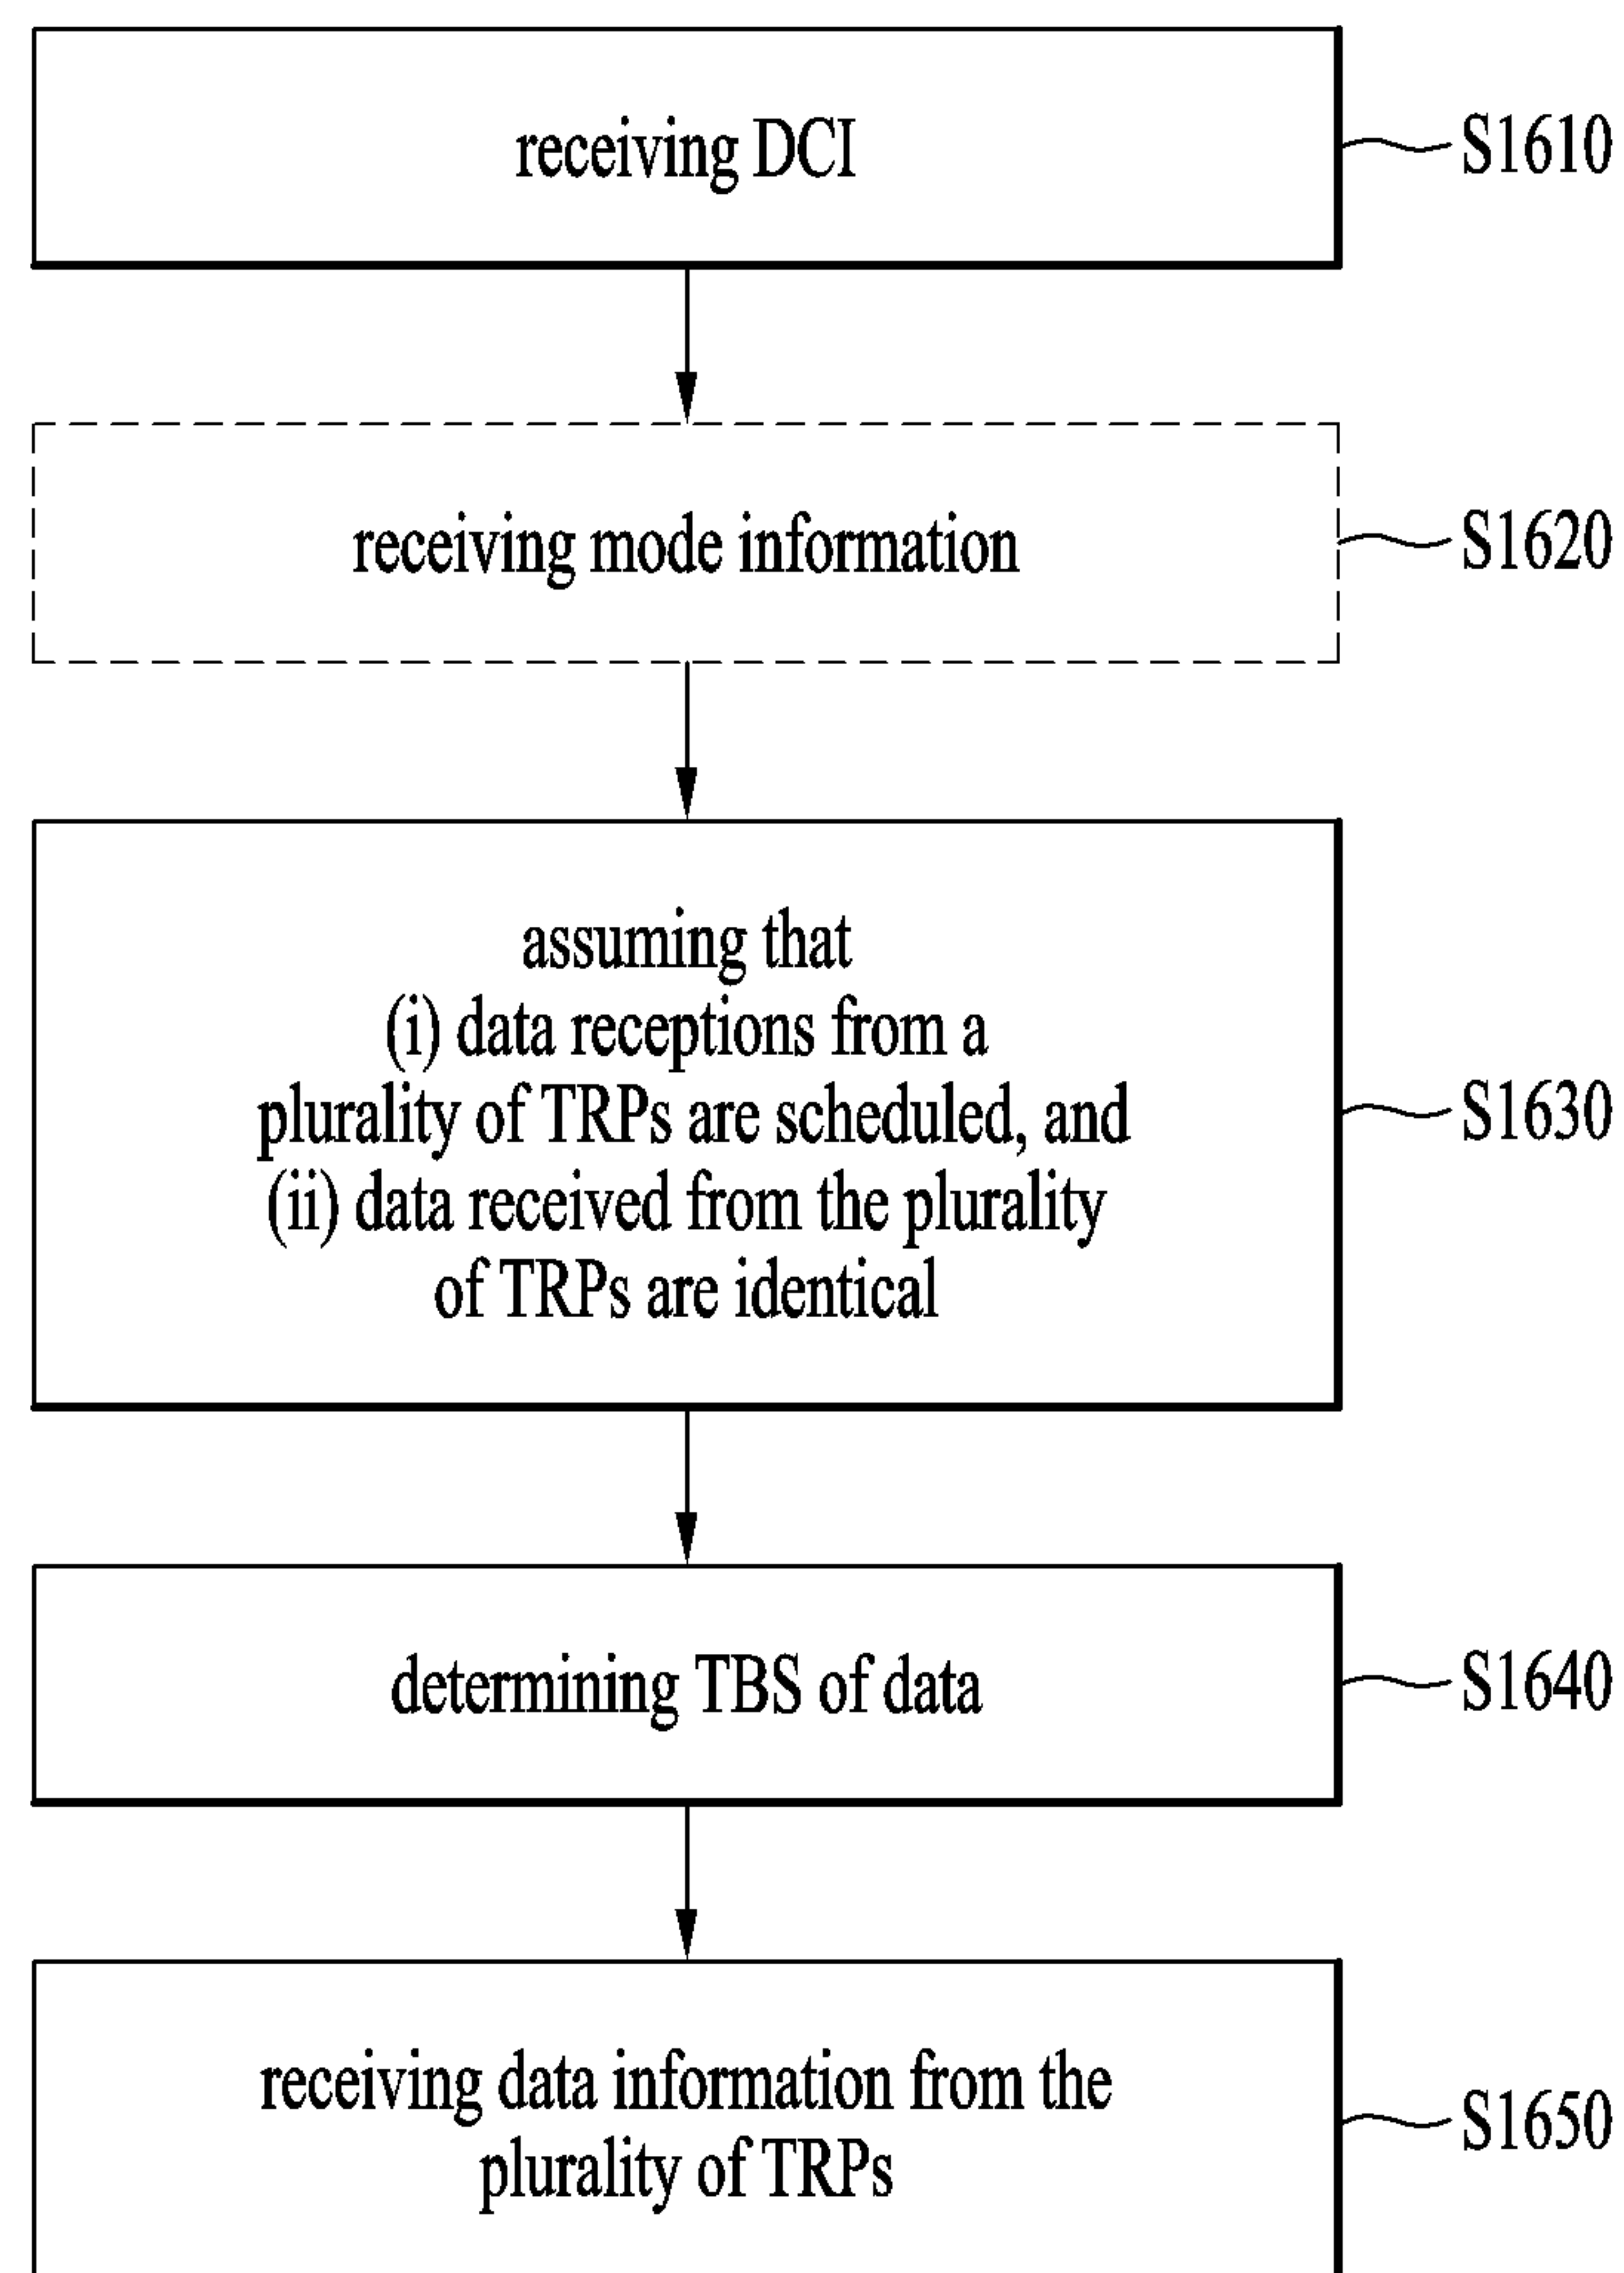 receiving DCI
S1610
receiving mode information
S1620
assuming that
(i) data receptions from a
plurality of TRPs are scheduled, and
(ii) data received from the plurality
of TRPs are identical
S1630
determining TBS of data
S1640
receiving data information from the
plurality of TRPs
S1650